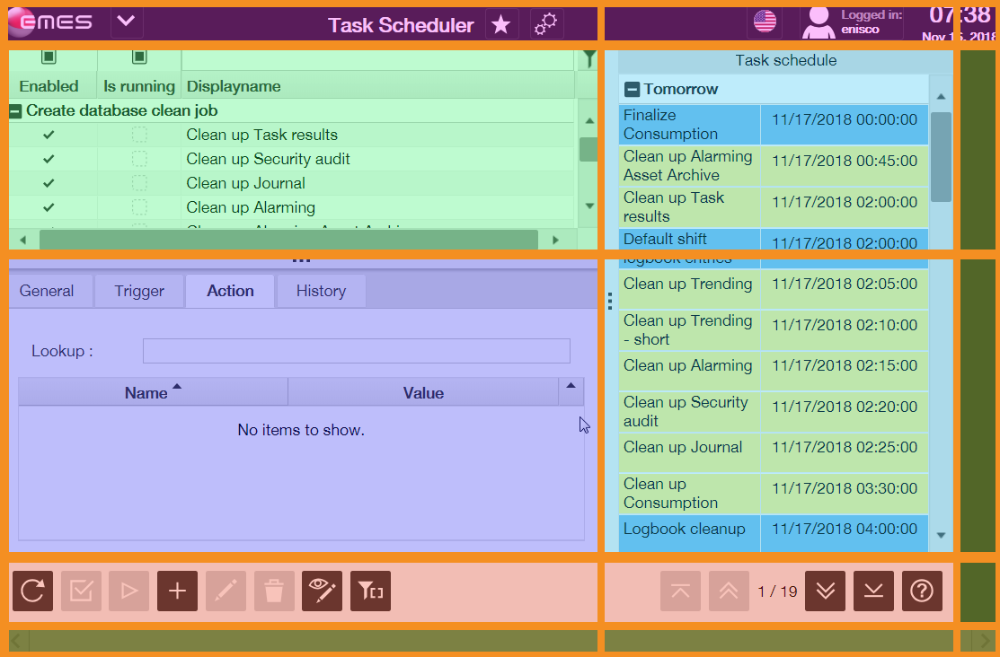 EMES
Task Scheduler
Logged in:
enisco
07:38
Nov 15, 2018
Enabled
Is running
Displayname
Create database clean job
Clean up Task results
Clean up Security audit
Clean up Journal
Clean up Alarming
Task schedule
Tomorrow
Finalize
Consumption
11/17/2018 00:00:00
Clean up Alarming
Asset Archive
11/17/2018 00:45:00
Clean up Task
results
11/17/2018 02:00:00
Default shift
logbook entries
11/17/2018 02:00:00
Clean up Trending
11/17/2018 02:05:00
Clean up Trending
- short
11/17/2018 02:10:00
Clean up Alarming
11/17/2018 02:15:00
Clean up Security
audit
11/17/2018 02:20:00
Clean up Journal
11/17/2018 02:25:00
Clean up
Consumption
11/17/2018 03:30:00
Logbook cleanup
11/17/2018 04:00:00
General
Trigger
Action
History
Lookup :
Name
Value
No items to show.
1 / 19